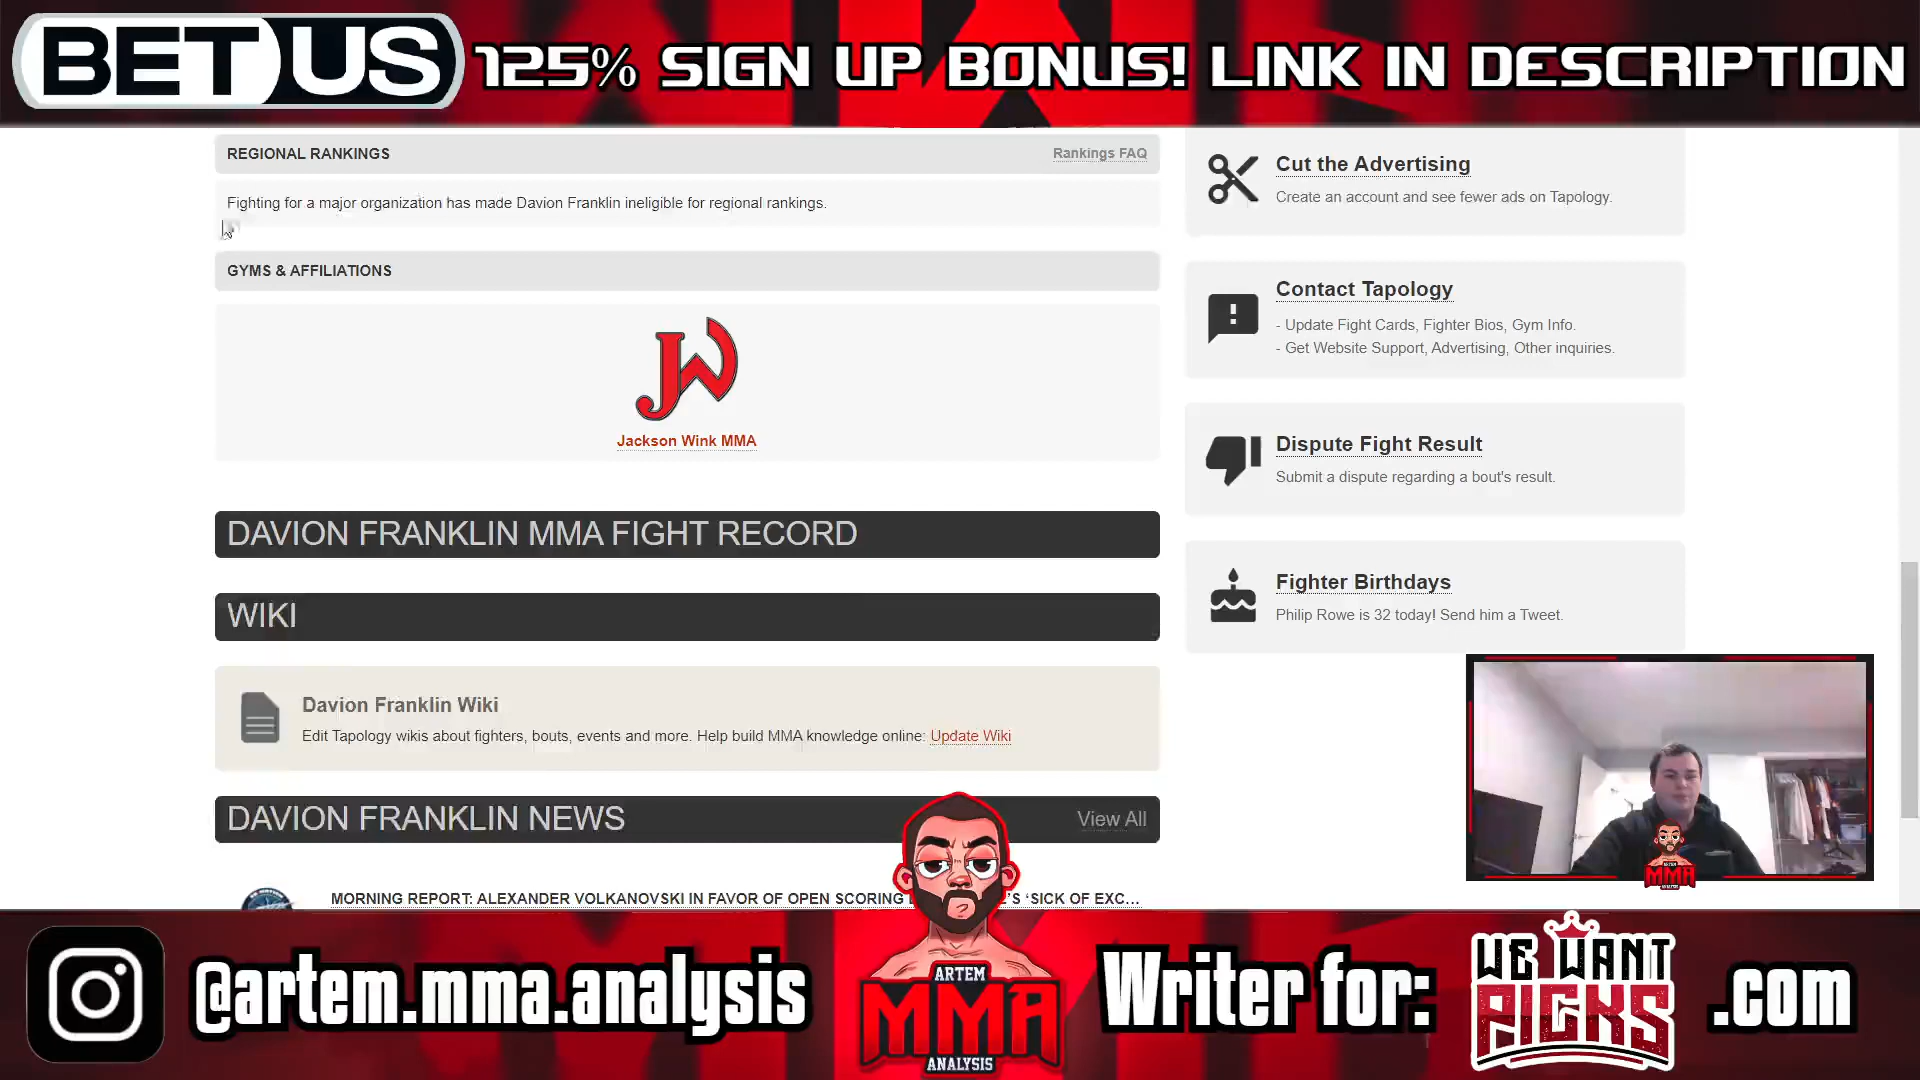 BETUS 125% SIGN UP BONUS! LINK IN DESCRIPTION
REGIONAL RANKINGS
Rankings FAQ
Fighting for a major organization has made Davion Franklin ineligible for regional rankings.
GYMS & AFFILIATIONS
JW
Jackson Wink MMA
DAVION FRANKLIN MMA FIGHT RECORD
WIKI
Davion Franklin Wiki
Edit Tapology wikis about fighters, bouts, events and more. Help build MMA knowledge online: Update Wiki
DAVION FRANKLIN NEWS
View All
MORNING REPORT: ALEXANDER VOLKANOVSKI IN FAVOR OF OPEN SCORING
'S 'SICK OF EXC...
Cut the Advertising
Create an account and see fewer ads on Tapology.
Contact Tapology
- Update Fight Cards, Fighter Bios, Gym Info.
- Get Website Support, Advertising, Other inquiries.
Dispute Fight Result
Submit a dispute regarding a bout's result.
Fighter Birthdays
Philip Rowe is 32 today! Send him a Tweet.
ARTEM
MMA
ANALYSIS
@artem.mma.analysis
ARTEM
MMA
ANALYSIS
Writer for:
WE WANT
PICKS
.com